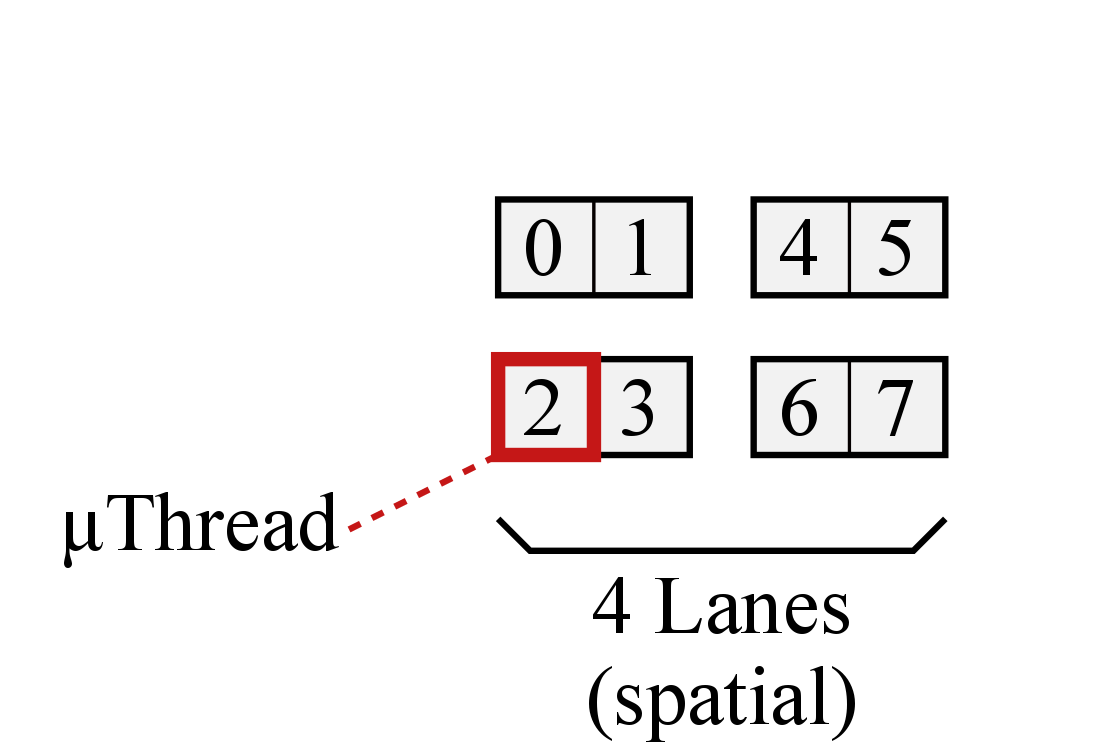 0 1 4 5
2 3 6 7
μThread
4 Lanes
(spatial)